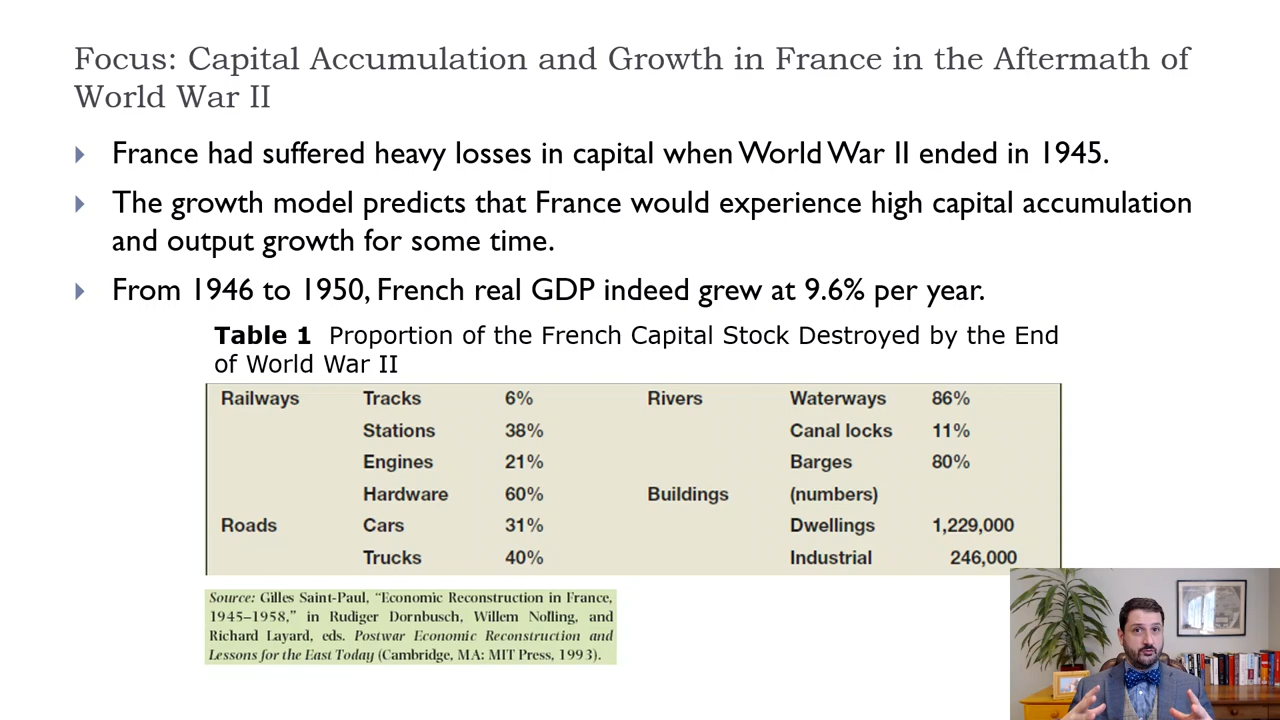 Focus: Capital Accumulation and Growth in France in the Aftermath of
World War II
France had suffered heavy losses in capital when World War II ended in 1945.
The growth model predicts that France would experience high capital accumulation
and output growth for some time.
From 1946 to 1950, French real GDP indeed grew at 9.6% per year.
Table 1 Proportion of the French Capital Stock Destroyed by the End
of World War II
Railways Tracks 6% Rivers Waterways 86%
Stations 38% Canal locks 11%
Engines 21% Barges 80%
Hardware 60% Buildings (numbers)
Roads Cars 31% Dwellings 1,229,000
Trucks 40% Industrial 246,000
Source: Gilles Saint-Paul, “Economic Reconstruction in France,
1945–1958,” in Rudiger Dornbusch, Willem Nolling, and
Richard Layard, eds. Postwar Economic Reconstruction and
Lessons for the East Today (Cambridge, MA: MIT Press, 1993).